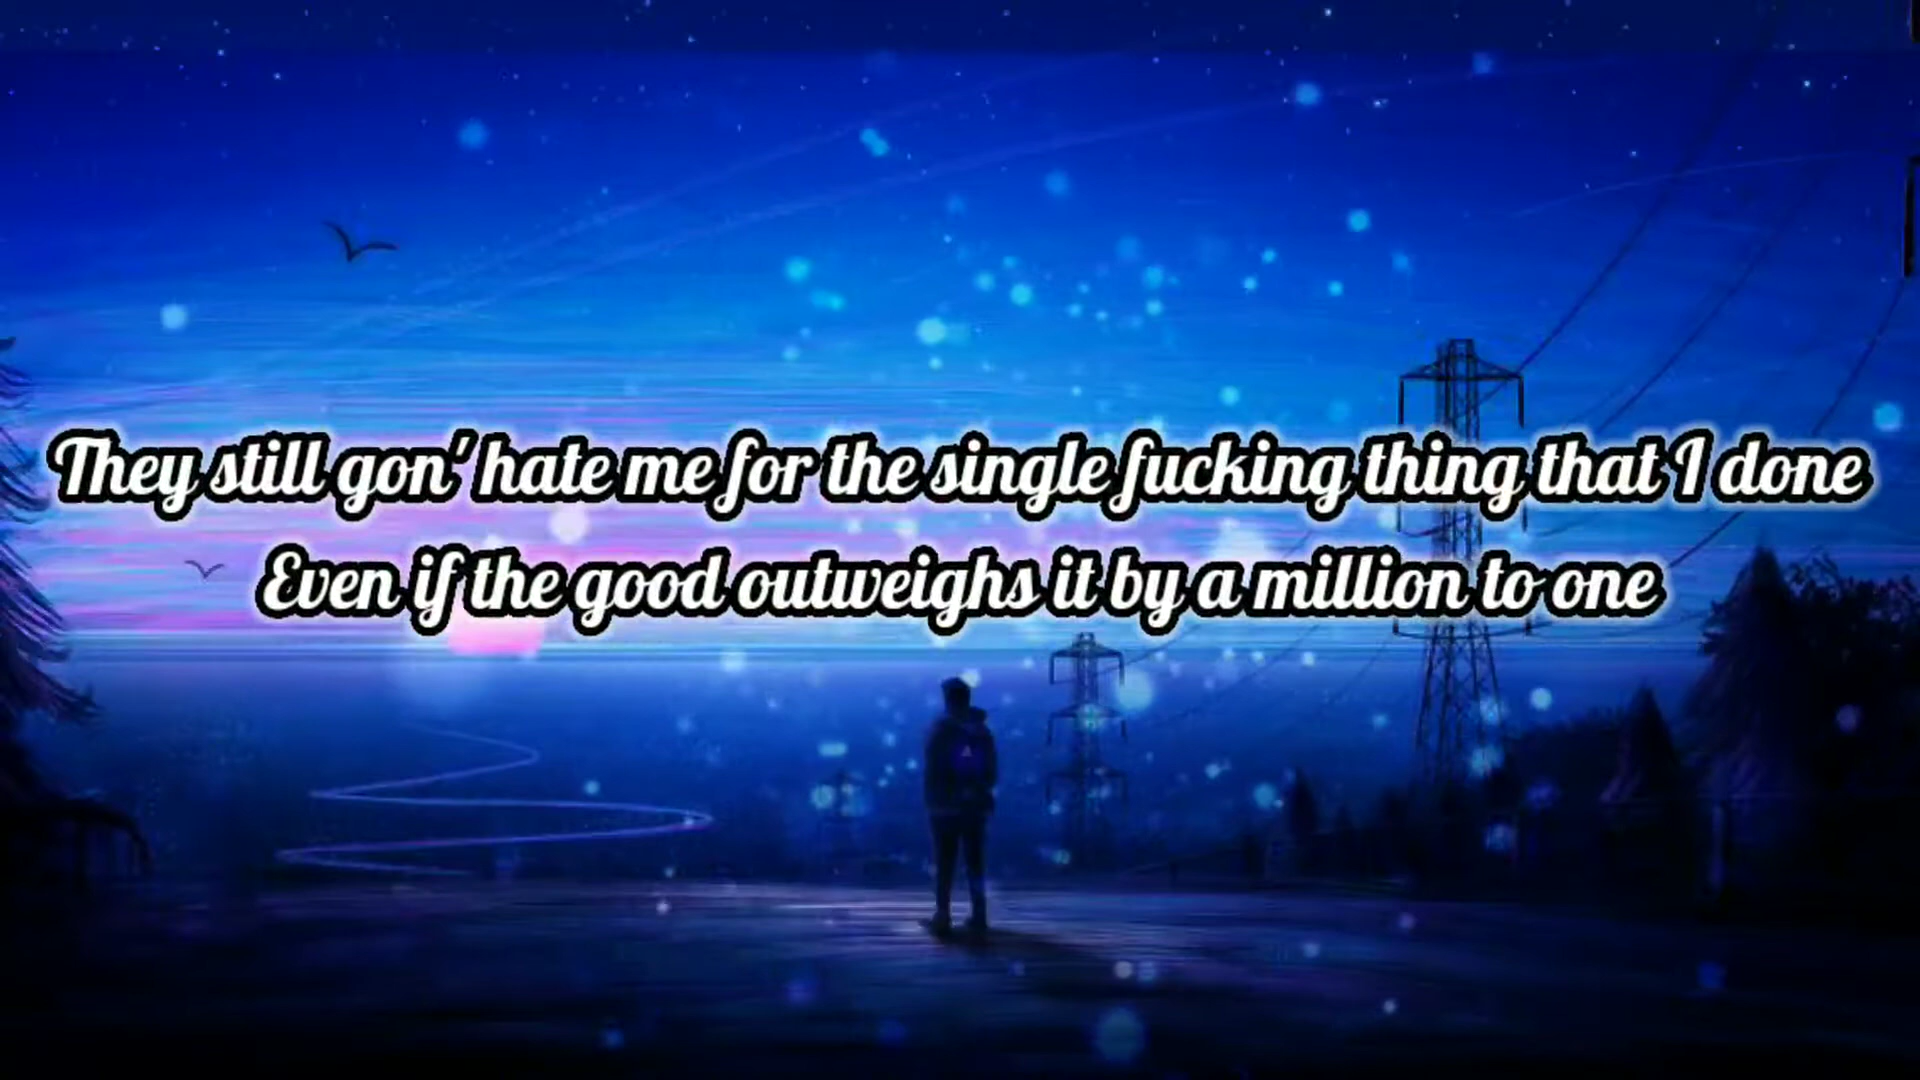 They still gon' hate me for the single fucking thing that I done
Even if the good outweighs it by a million to one